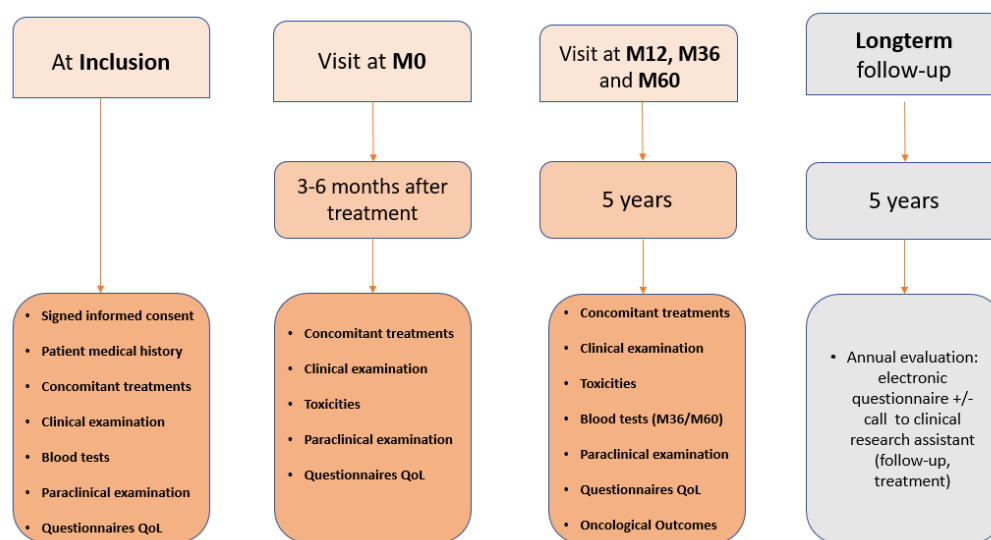 At Inclusion
Visit at M0
3-6 months after
treatment
Visit at M12, M36
and M60
5 years
Longterm
follow-up
5 years
• Signed informed consent
• Patient medical history
• Concomitant treatments
• Clinical examination
• Blood tests
• Paraclinical examination
• Questionnaires QoL
• Concomitant treatments
• Clinical examination
• Toxicities
• Paraclinical examination
• Questionnaires QoL
• Concomitant treatments
• Clinical examination
• Toxicities
• Blood tests (M36/M60)
• Paraclinical examination
• Questionnaires QoL
• Oncological Outcomes
• Annual evaluation:
electronic
questionnaire +/-
call to clinical
research assistant
(follow-up,
treatment)